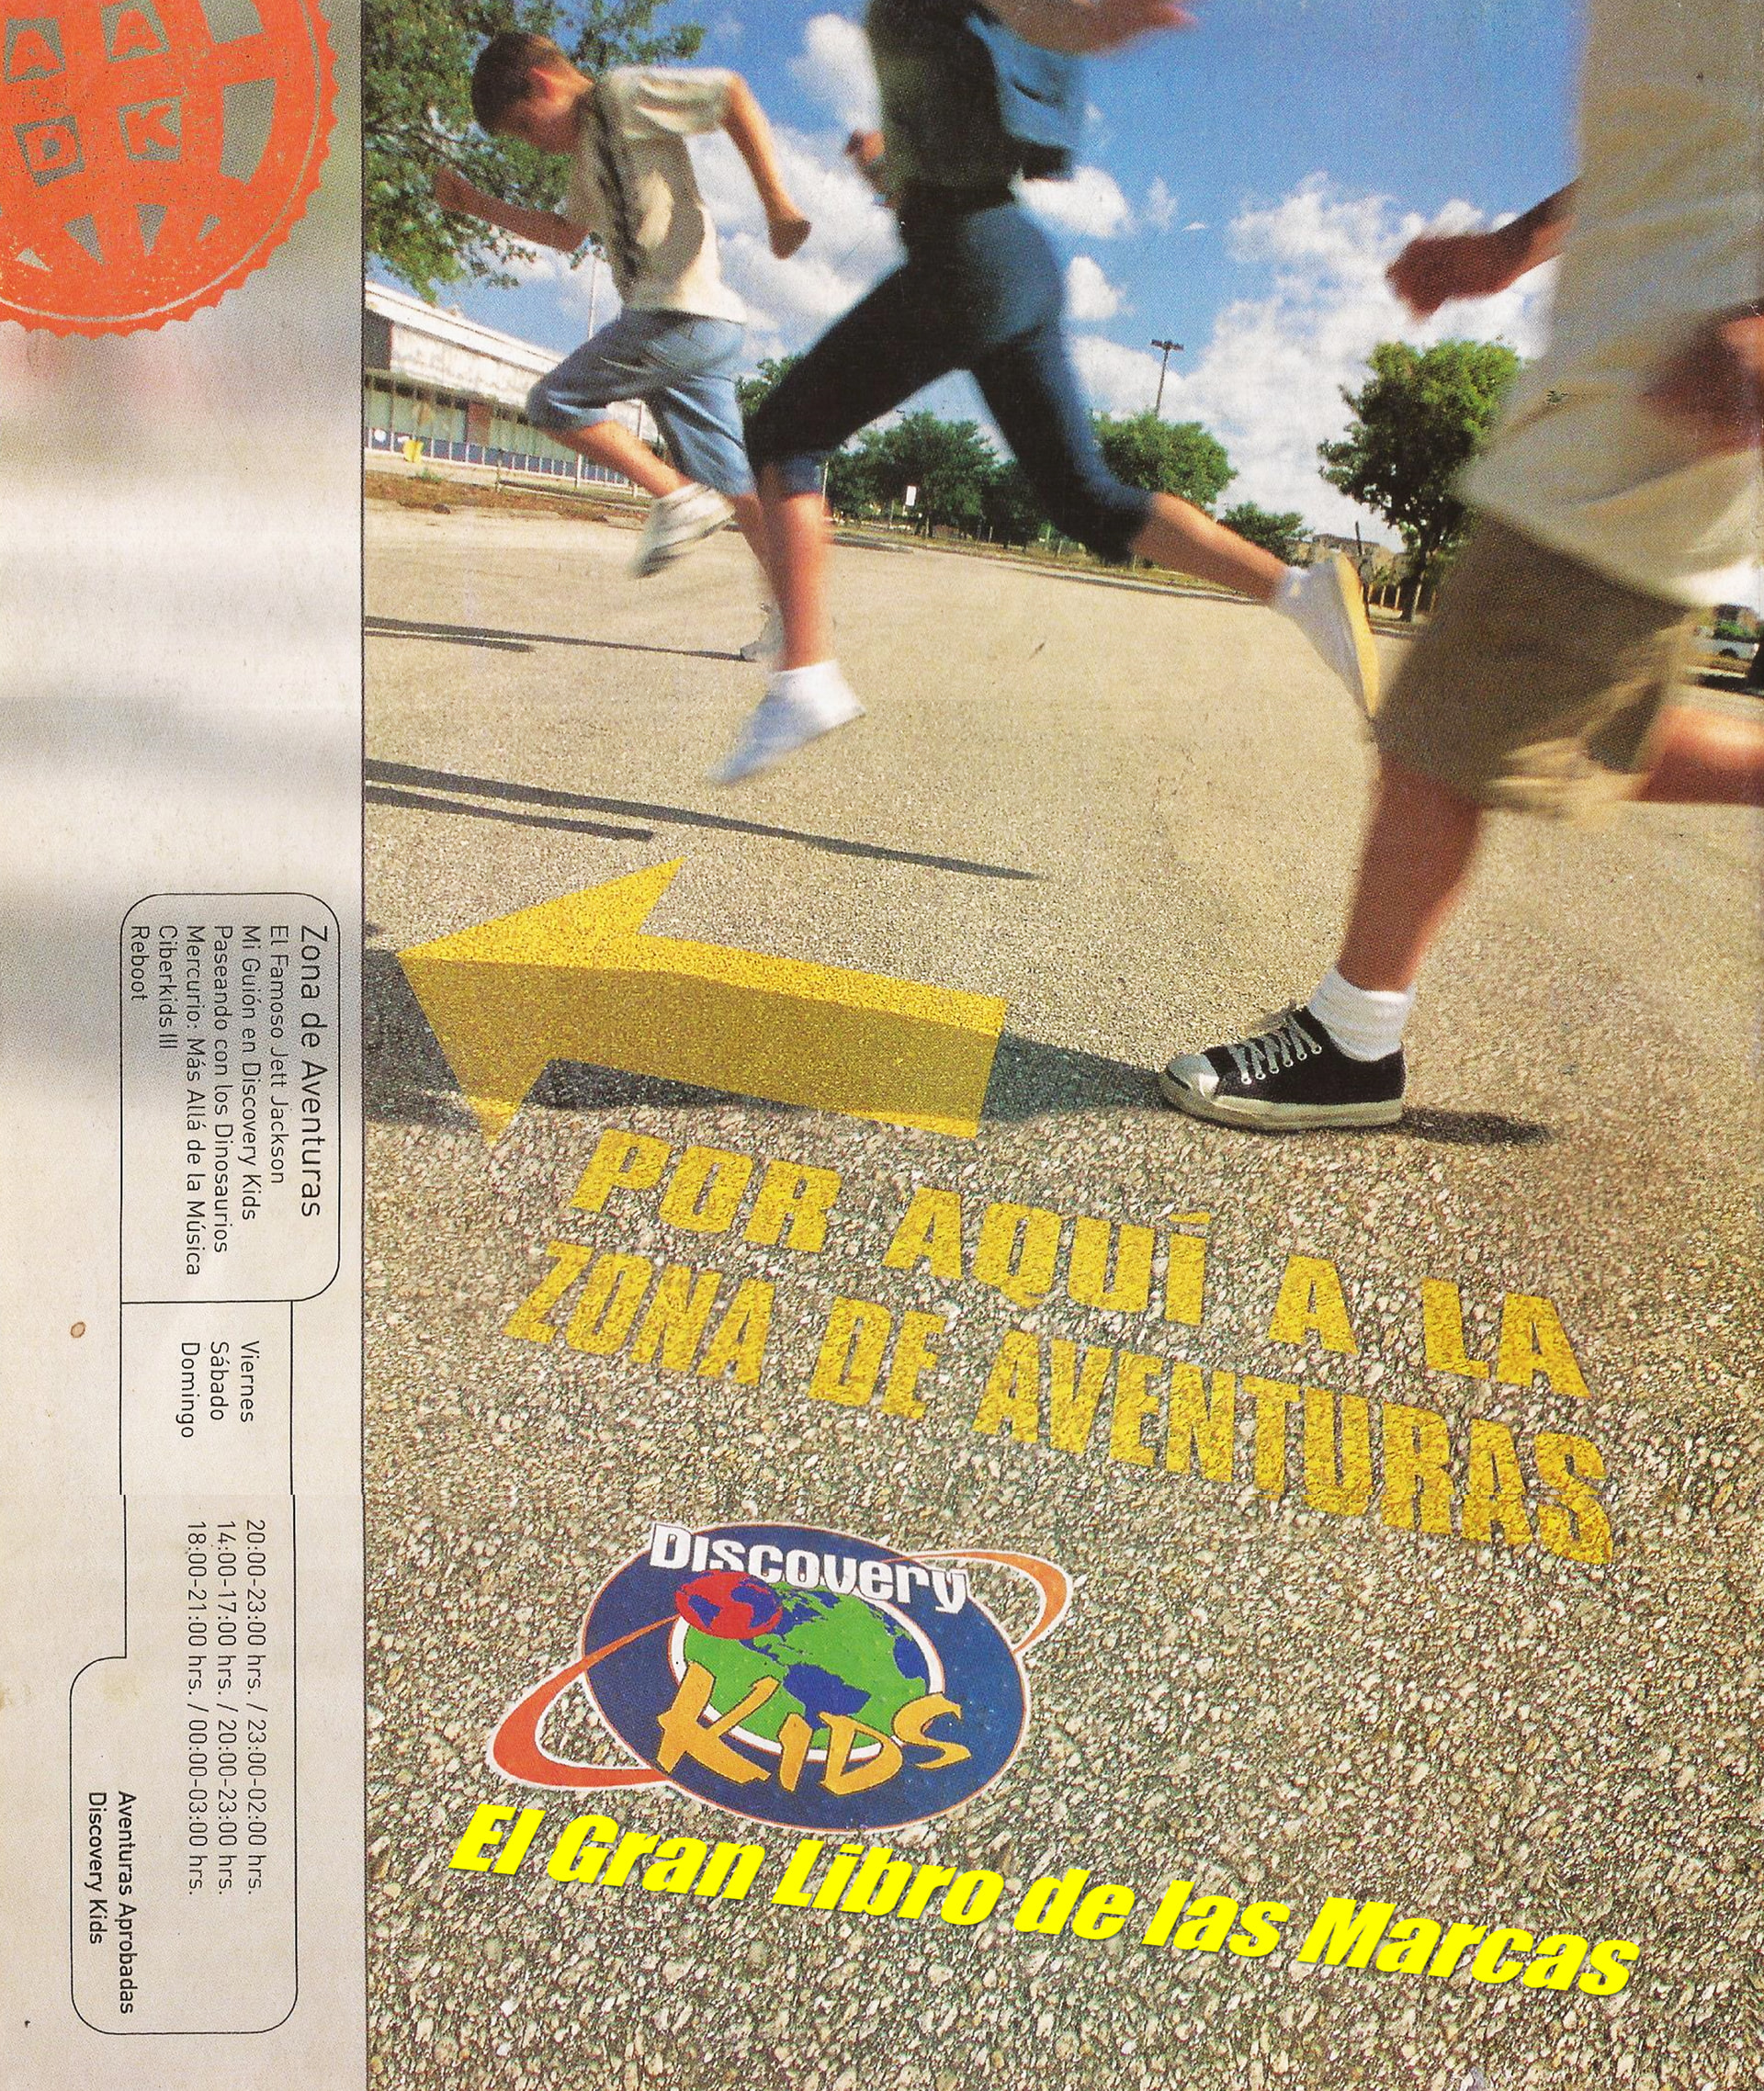 A A
D K
POR AQUÍ A LA
ZONA DE AVENTURAS
DISCOVERY
KIDS
El Gran Libro de las Marcas
Zona de Aventuras
El Famoso Jett Jackson
Mi Guión en Discovery Kids
Paseando con los Dinosaurios
Mercurio: Más Allá de la Música
Ciberkids III
Reboot
Viernes 20:00-23:00 hrs. / 23:00-02:00 hrs.
Sábado 14:00-17:00 hrs. / 20:00-23:00 hrs.
Domingo 18:00-21:00 hrs. / 00:00-03:00 hrs.
Aventuras Aprobadas
Discovery Kids